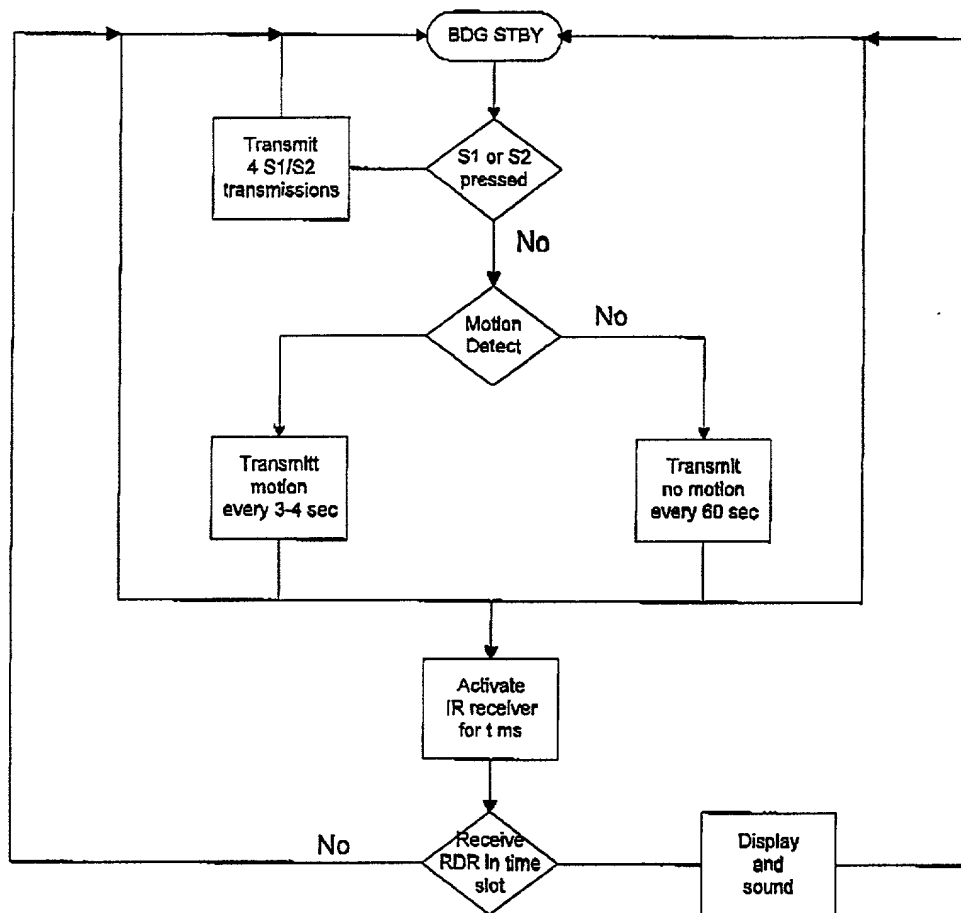 BDG STBY
S1 or S2
pressed
Transmit
4 S1/S2
transmissions
No
Motion
Detect
No
Transmitt
motion
every 3-4 sec
Transmit
no motion
every 60 sec
Activate
IR receiver
for t ms
Receive
RDR in time
slot
No
Display
and
sound